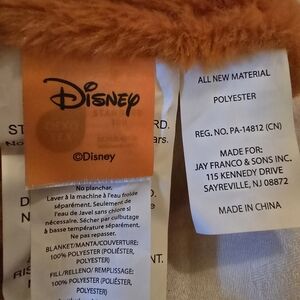 Disney
©Disney
No planchar.
Laver à la machine à l'eau froide
séparément. Seulement de
l'eau de Javel sans chlore si
nécessaire. Sécher par culbutage
à basse température séparément.
Ne pas repasser.
BLANKET/MANTA/COUVERTURE:
100% POLYESTER (POLIÉSTER,
POLYESTER)
FILL/RELLENO/ REMPLISSAGE:
100% POLYESTER (POLIÉSTER,
POLYESTER)
ALL NEW MATERIAL
POLYESTER
REG. NO. PA-14812 (CN)
MADE FOR:
JAY FRANCO & SONS INC.
115 KENNEDY DRIVE
SAYREVILLE, NJ 08872
MADE IN CHINA